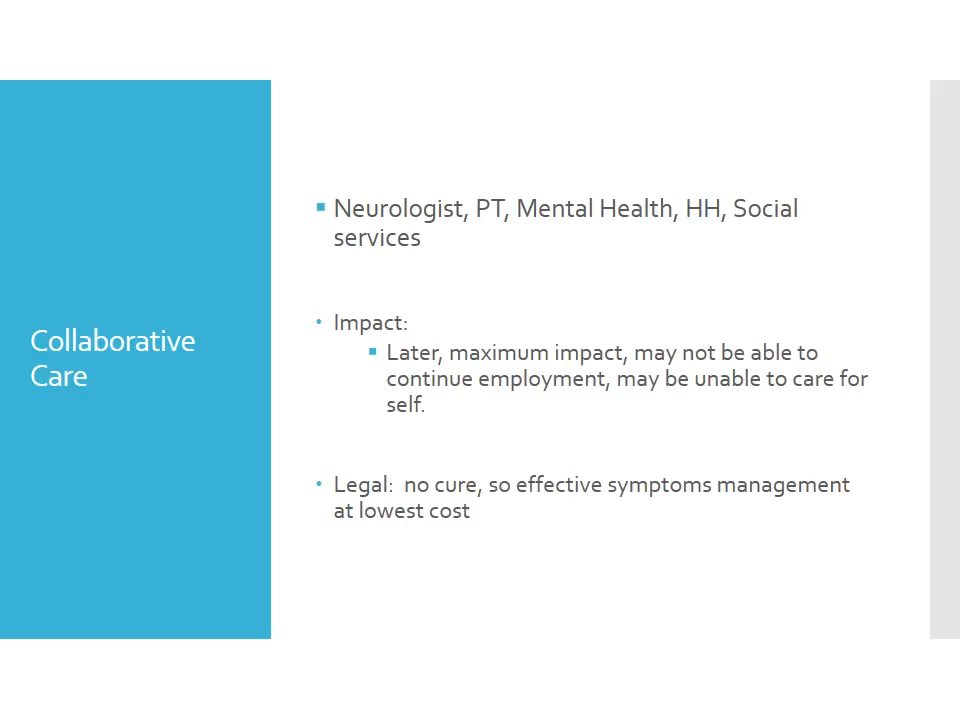 Collaborative
Care
Neurologist, PT, Mental Health, HH, Social
services
Impact:
Later, maximum impact, may not be able to
continue employment, may be unable to care for
self.
Legal:  no cure, so effective symptoms management
at lowest cost